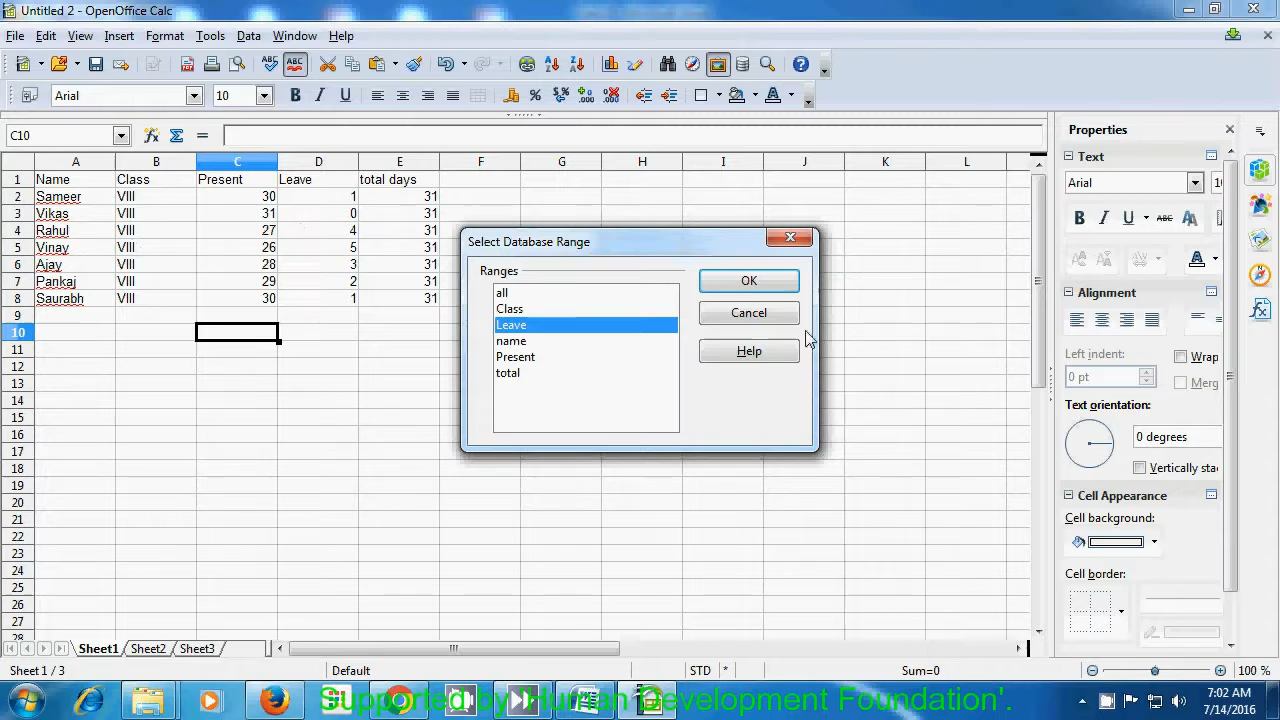 Untitled 2 - OpenOffice Calc
File Edit View Insert Format Tools Data Window Help
Arial 10
C10
A B C D E F G H I J K L
1 Name Class Present Leave total days
2 Sameer VIII 30 1 31
3 Vikas VIII 31 0 31
4 Rahul VIII 27 4 31
5 Vinay VIII 26 5 31
6 Ajay VIII 28 3 31
7 Pankaj VIII 29 2 31
8 Saurabh VIII 30 1 31
9
10
11
12
13
14
15
16
17
18
19
20
21
22
23
24
25
26
27
28
Select Database Range
Ranges
all
Class
Leave
name
Present
total
OK
Cancel
Help
Properties
Text
Arial
B I U ABC
Alignment
Left indent: Wrap
0 pt Merg
Text orientation:
0 degrees
Vertically sta
Cell Appearance
Cell background:
Cell border:
Sheet1 Sheet2 Sheet3
Sheet 1 / 3 Default STD * Sum=0 100 %
Supported by 'Human Development Foundation'.
7:02 AM
7/14/2016